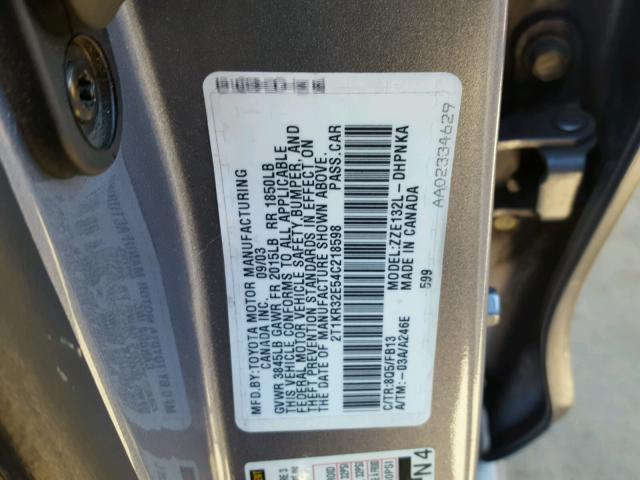 MFD.BY:TOYOTA MOTOR MANUFACTURING
CANADA INC. 09/03
GVWR 3845LB GAWR FR 2015LB RR 1850LB
THIS VEHICLE CONFORMS TO ALL APPLICABLE
FEDERAL MOTOR VEHICLE SAFETY, BUMPER, AND
THEFT PREVENTION STANDARDS IN EFFECT ON
THE DATE OF MANUFACTURE SHOWN ABOVE.
2T1KR32E54C218598 PASS.CAR
C/TR:8Q5/FB13 MODEL:ZZE132L-DHPNKA
A/TM:-03A/A246E MADE IN CANADA
599
AA02334629
N4